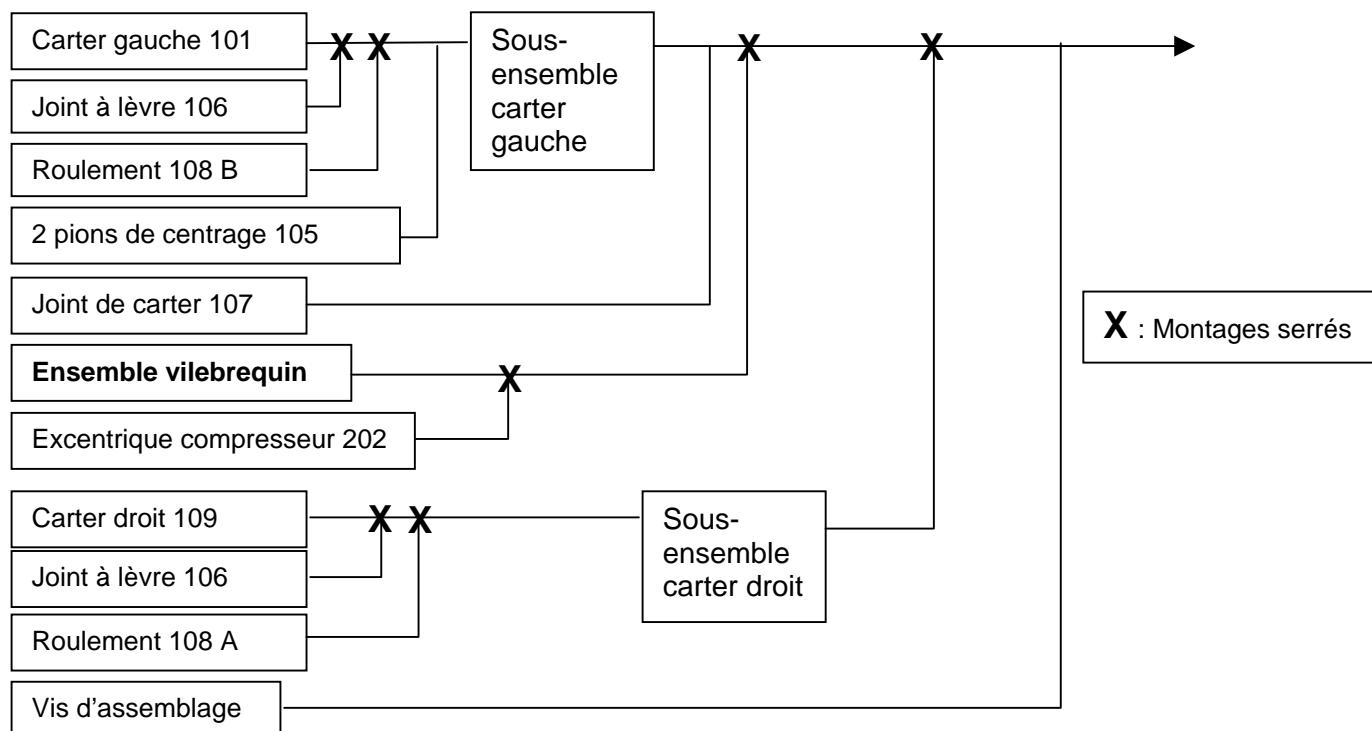 Carter gauche 101
X X
Sous-
ensemble
carter
gauche
X
X
Joint à lèvre 106
Roulement 108 B
2 pions de centrage 105
Joint de carter 107
X : Montages serrés
Ensemble vilebrequin
X
Excentrique compresseur 202
Carter droit 109
X X
Sous-
ensemble
carter droit
Joint à lèvre 106
Roulement 108 A
Vis d’assemblage